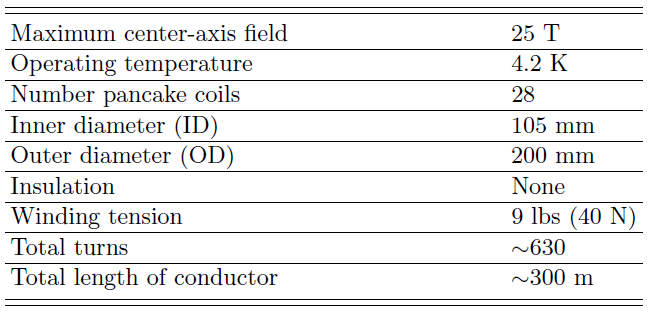 Maximum center-axis field 25 T
Operating temperature 4.2 K
Number pancake coils 28
Inner diameter (ID) 105 mm
Outer diameter (OD) 200 mm
Insulation None
Winding tension 9 lbs (40 N)
Total turns ∼630
Total length of conductor ∼300 m